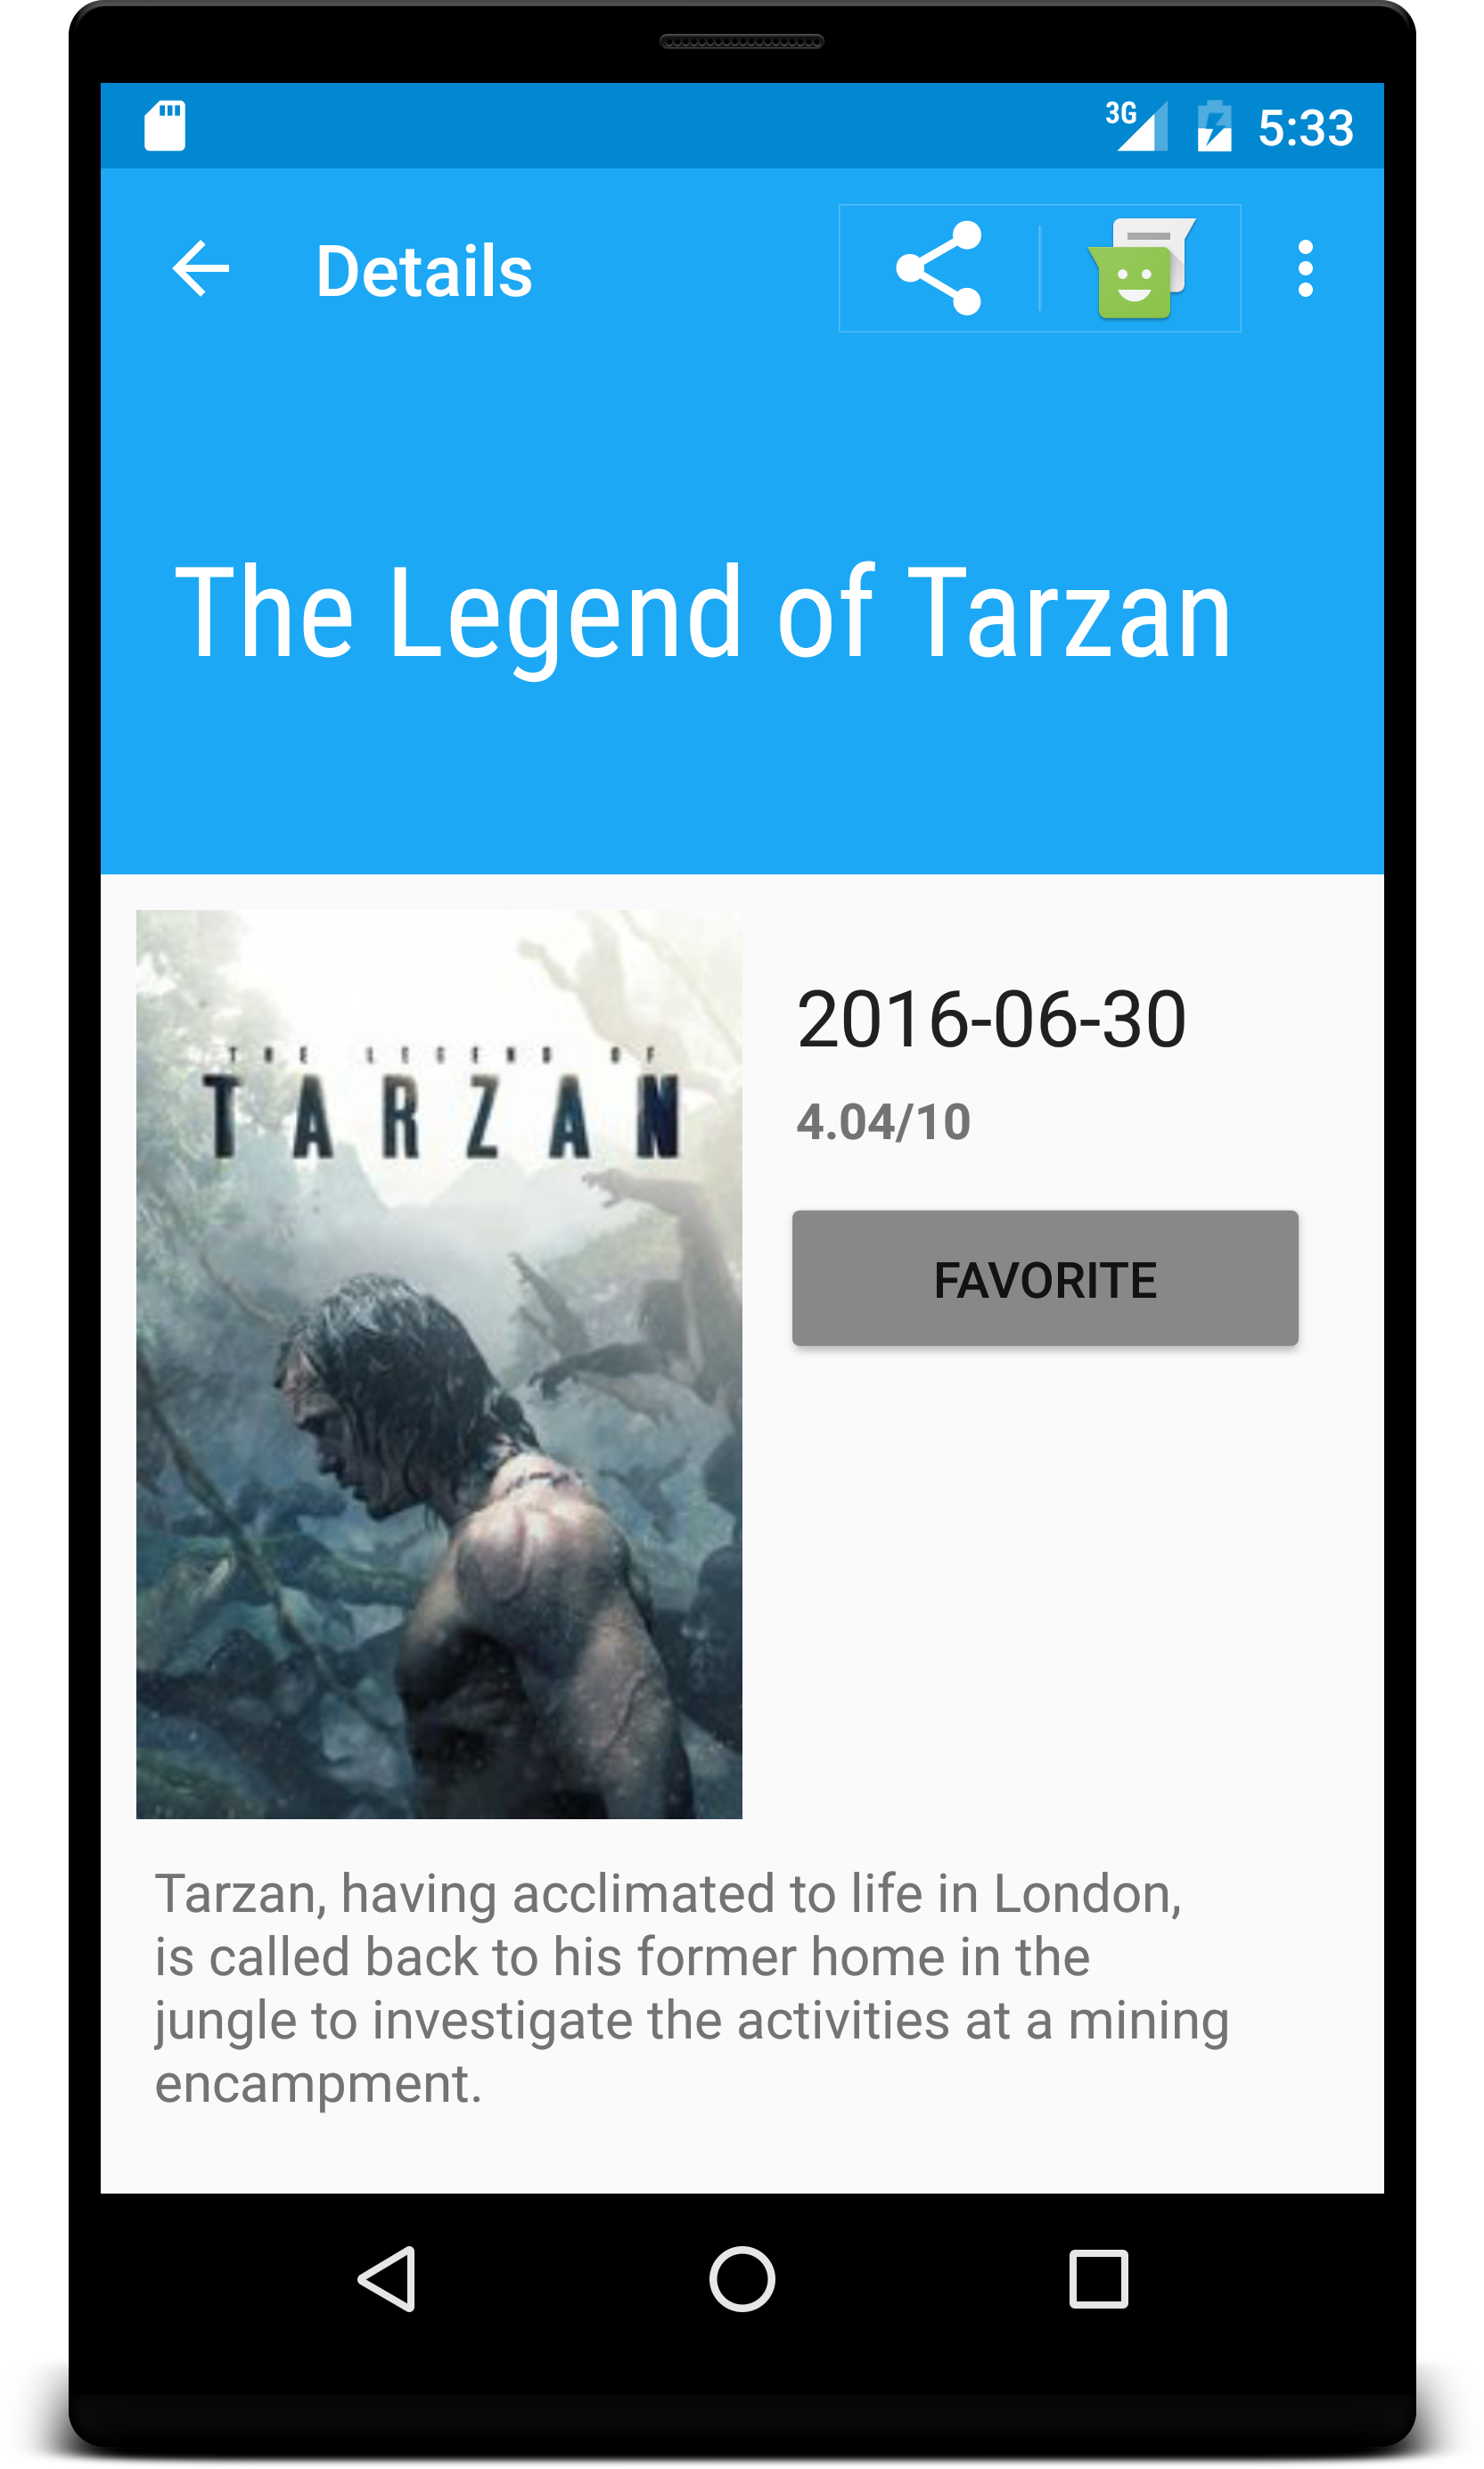 3G 5:33
Details
The Legend of Tarzan
THE LEGEND OF
TARZAN
2016-06-30
4.04/10
FAVORITE
Tarzan, having acclimated to life in London,
is called back to his former home in the
jungle to investigate the activities at a mining
encampment.